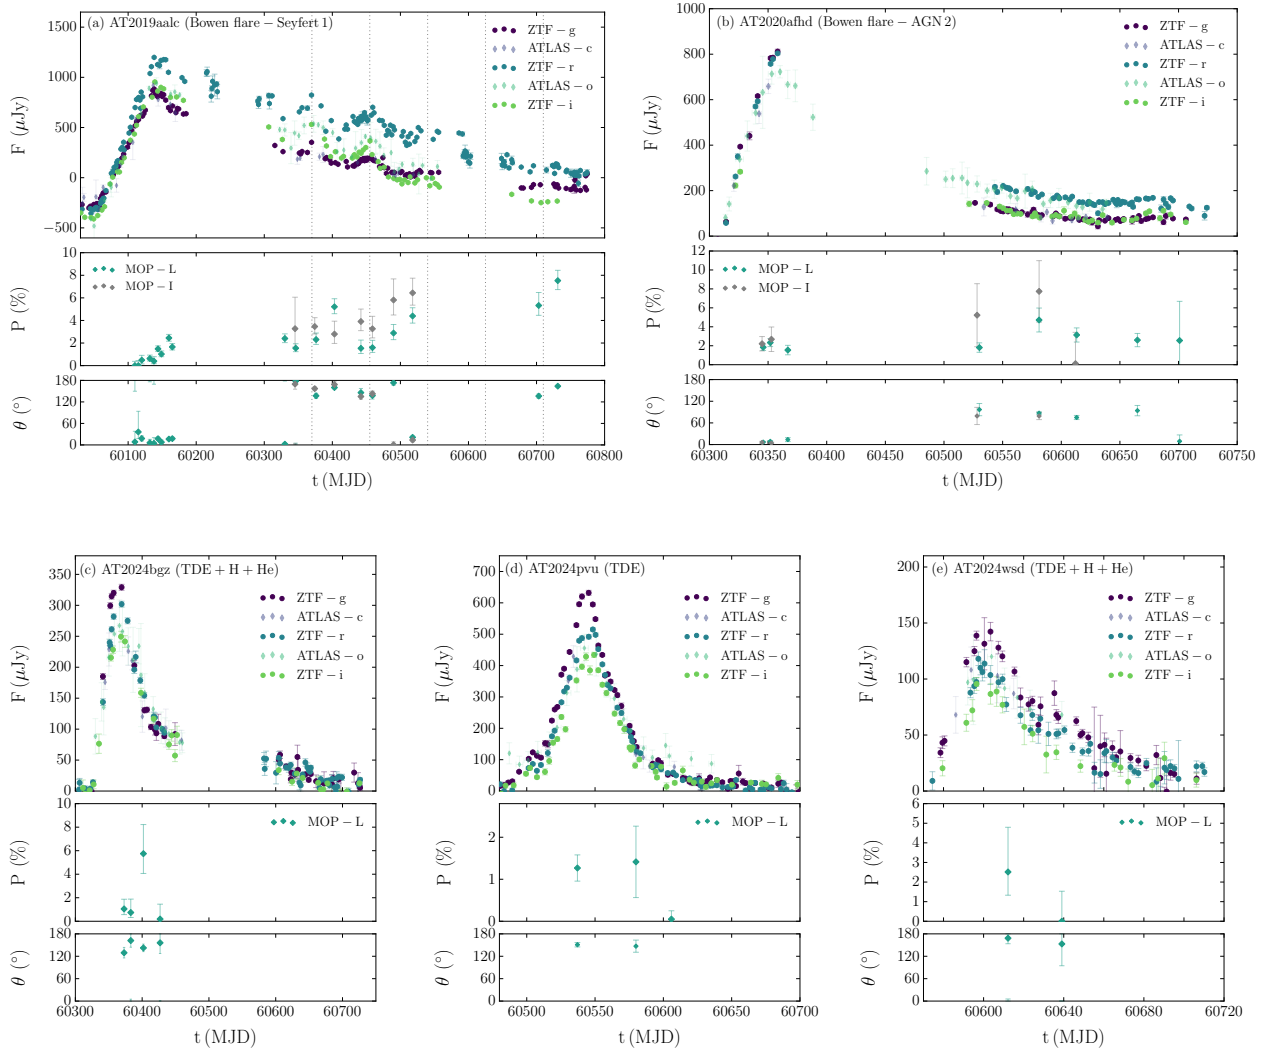 (a) AT2019aalc (Bowen flare − Seyfert 1)
ZTF − g
ATLAS − c
ZTF − r
ATLAS − o
ZTF − i
F (μJy)
1500
1000
500
0
−500
MOP − L
MOP − I
P (%)
10
8
6
4
2
0
θ (°)
180
120
60
0
60100 60200 60300 60400 60500 60600 60700 60800
t (MJD)
(b) AT2020afhd (Bowen flare − AGN 2)
ZTF − g
ATLAS − c
ZTF − r
ATLAS − o
ZTF − i
F (μJy)
1000
800
600
400
200
0
MOP − L
MOP − I
P (%)
12
10
8
6
4
2
0
θ (°)
180
120
60
0
60300 60350 60400 60450 60500 60550 60600 60650 60700 60750
t (MJD)
(c) AT2024bgz (TDE + H + He)
ZTF − g
ATLAS − c
ZTF − r
ATLAS − o
ZTF − i
F (μJy)
350
300
250
200
150
100
50
0
MOP − L
P (%)
10
8
6
4
2
0
θ (°)
180
120
60
0
60300 60400 60500 60600 60700
t (MJD)
(d) AT2024pvu (TDE)
ZTF − g
ATLAS − c
ZTF − r
ATLAS − o
ZTF − i
F (μJy)
700
600
500
400
300
200
100
0
MOP − L
P (%)
2
1
0
θ (°)
180
120
60
0
60500 60550 60600 60650 60700
t (MJD)
(e) AT2024wsd (TDE + H + He)
ZTF − g
ATLAS − c
ZTF − r
ATLAS − o
ZTF − i
F (μJy)
200
150
100
50
0
MOP − L
P (%)
6
5
4
3
2
1
0
θ (°)
180
120
60
0
60600 60640 60680 60720
t (MJD)